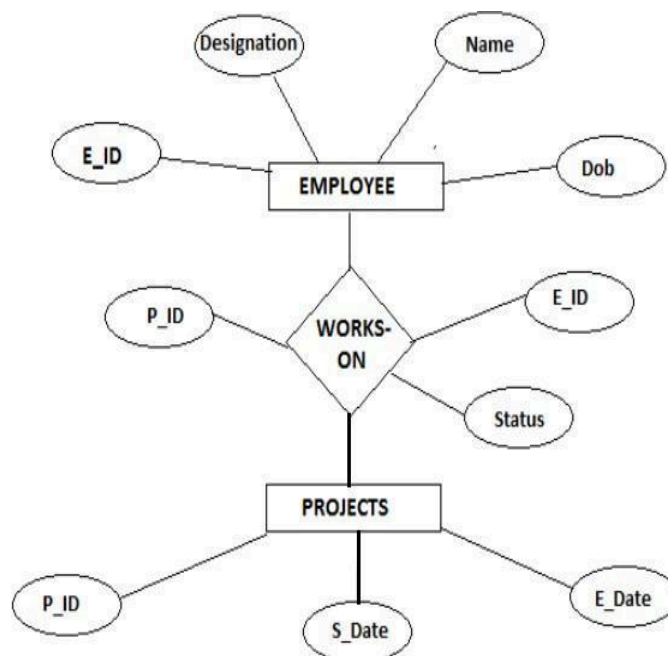 Designation
Name
E_ID
EMPLOYEE
Dob
P_ID
E_ID
WORKS-
ON
Status
PROJECTS
P_ID
S_Date
E_Date